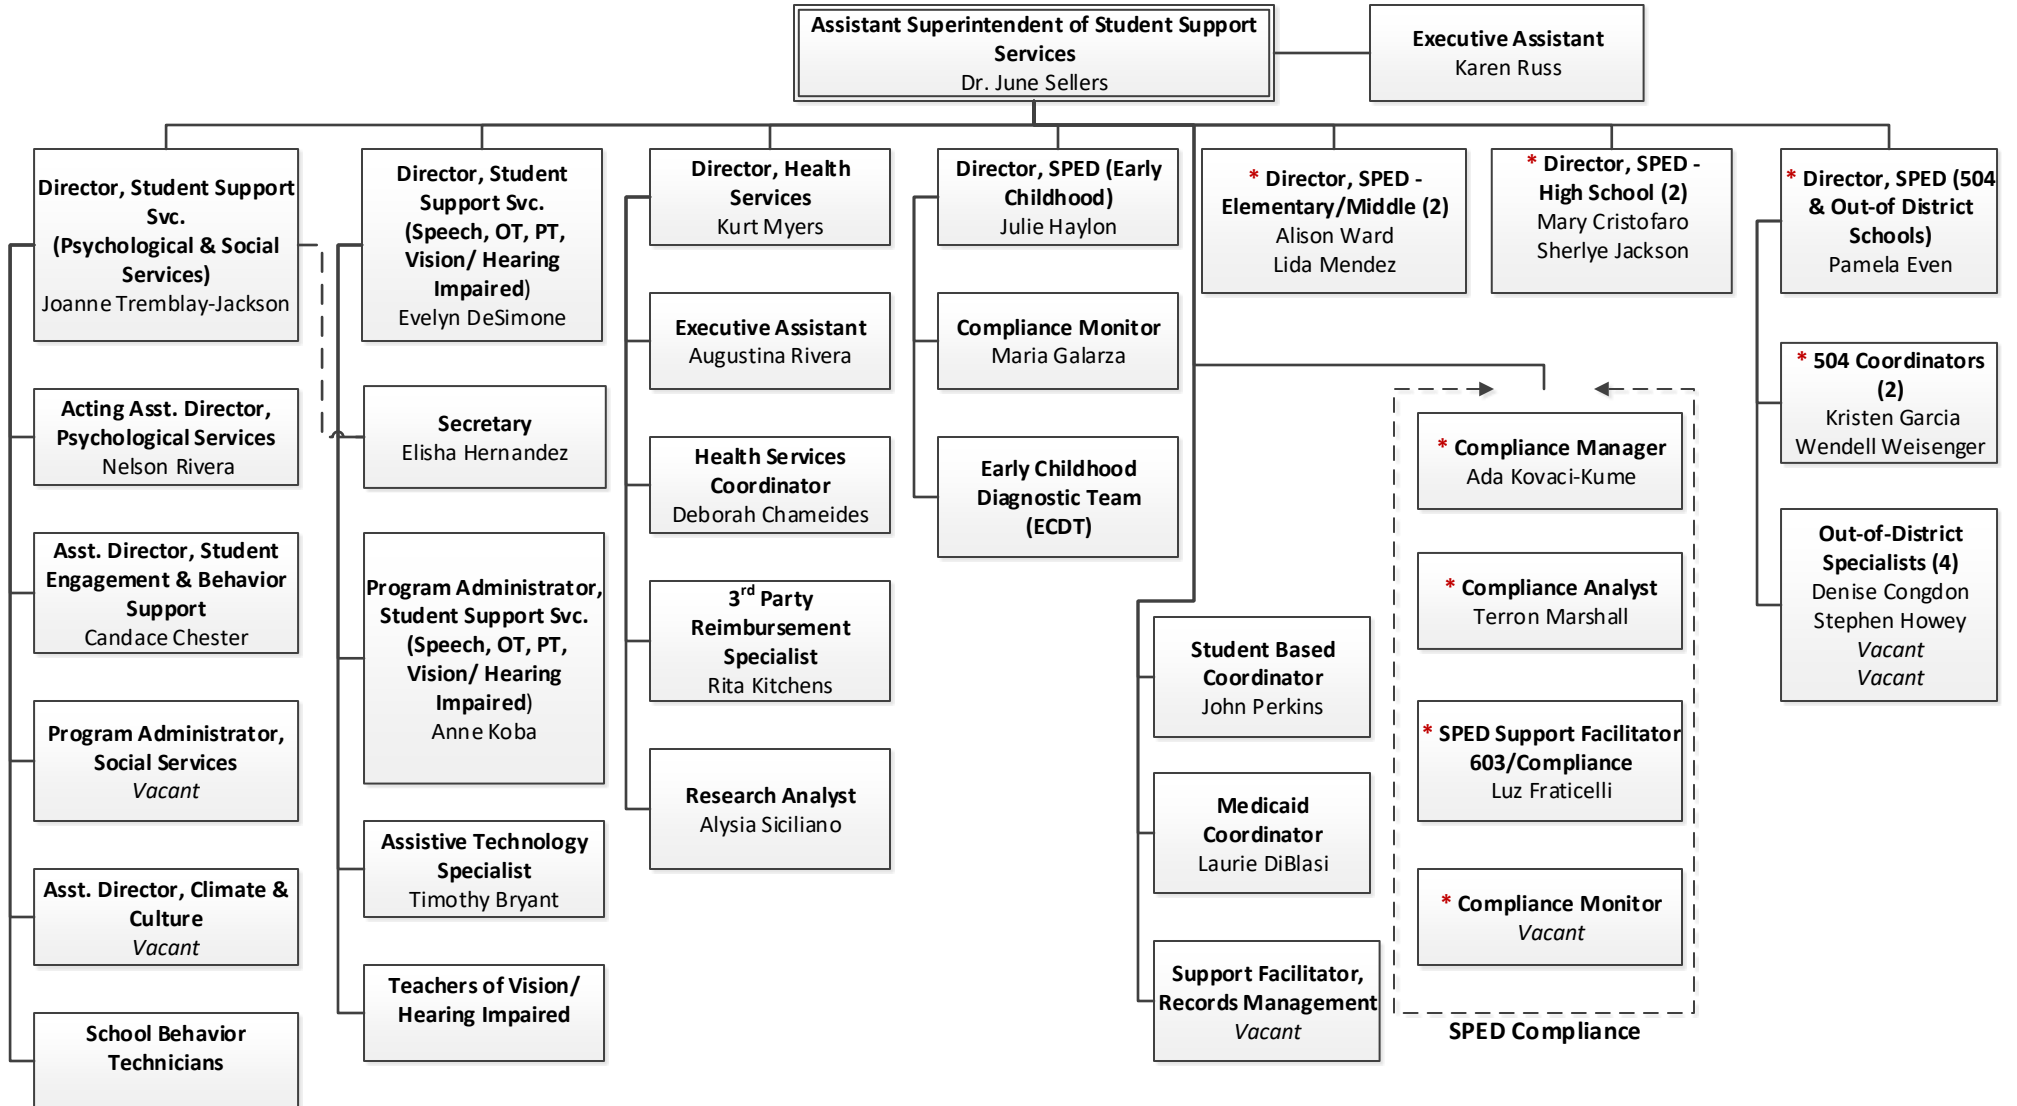 Assistant Superintendent of Student Support
Services
Dr. June Sellers
Executive Assistant
Karen Russ
Director, Student Support
Svc.
(Psychological & Social
Services)
Joanne Tremblay-Jackson
Acting Asst. Director,
Psychological Services
Nelson Rivera
Asst. Director, Student
Engagement & Behavior
Support
Candace Chester
Program Administrator,
Social Services
Vacant
Asst. Director, Climate &
Culture
Vacant
School Behavior
Technicians
Director, Student
Support Svc.
(Speech, OT, PT,
Vision/ Hearing
Impaired)
Evelyn DeSimone
Secretary
Elisha Hernandez
Program Administrator,
Student Support Svc.
(Speech, OT, PT,
Vision/ Hearing
Impaired)
Anne Koba
Assistive Technology
Specialist
Timothy Bryant
Teachers of Vision/
Hearing Impaired
Director, Health
Services
Kurt Myers
Executive Assistant
Augustina Rivera
Health Services
Coordinator
Deborah Chameides
3rd Party
Reimbursement
Specialist
Rita Kitchens
Research Analyst
Alysia Siciliano
Director, SPED (Early
Childhood)
Julie Haylon
Compliance Monitor
Maria Galarza
Early Childhood
Diagnostic Team
(ECDT)
* Director, SPED -
Elementary/Middle (2)
Alison Ward
Lida Mendez
* Director, SPED -
High School (2)
Mary Cristofaro
Sherlye Jackson
* Director, SPED (504
& Out-of District
Schools)
Pamela Even
* 504 Coordinators
(2)
Kristen Garcia
Wendell Weisenger
Out-of-District
Specialists (4)
Denise Congdon
Stephen Howey
Vacant
Vacant
Student Based
Coordinator
John Perkins
Medicaid
Coordinator
Laurie DiBlasi
Support Facilitator,
Records Management
Vacant
* Compliance Manager
Ada Kovaci-Kume
* Compliance Analyst
Terron Marshall
* SPED Support Facilitator
603/Compliance
Luz Fraticelli
* Compliance Monitor
Vacant
SPED Compliance